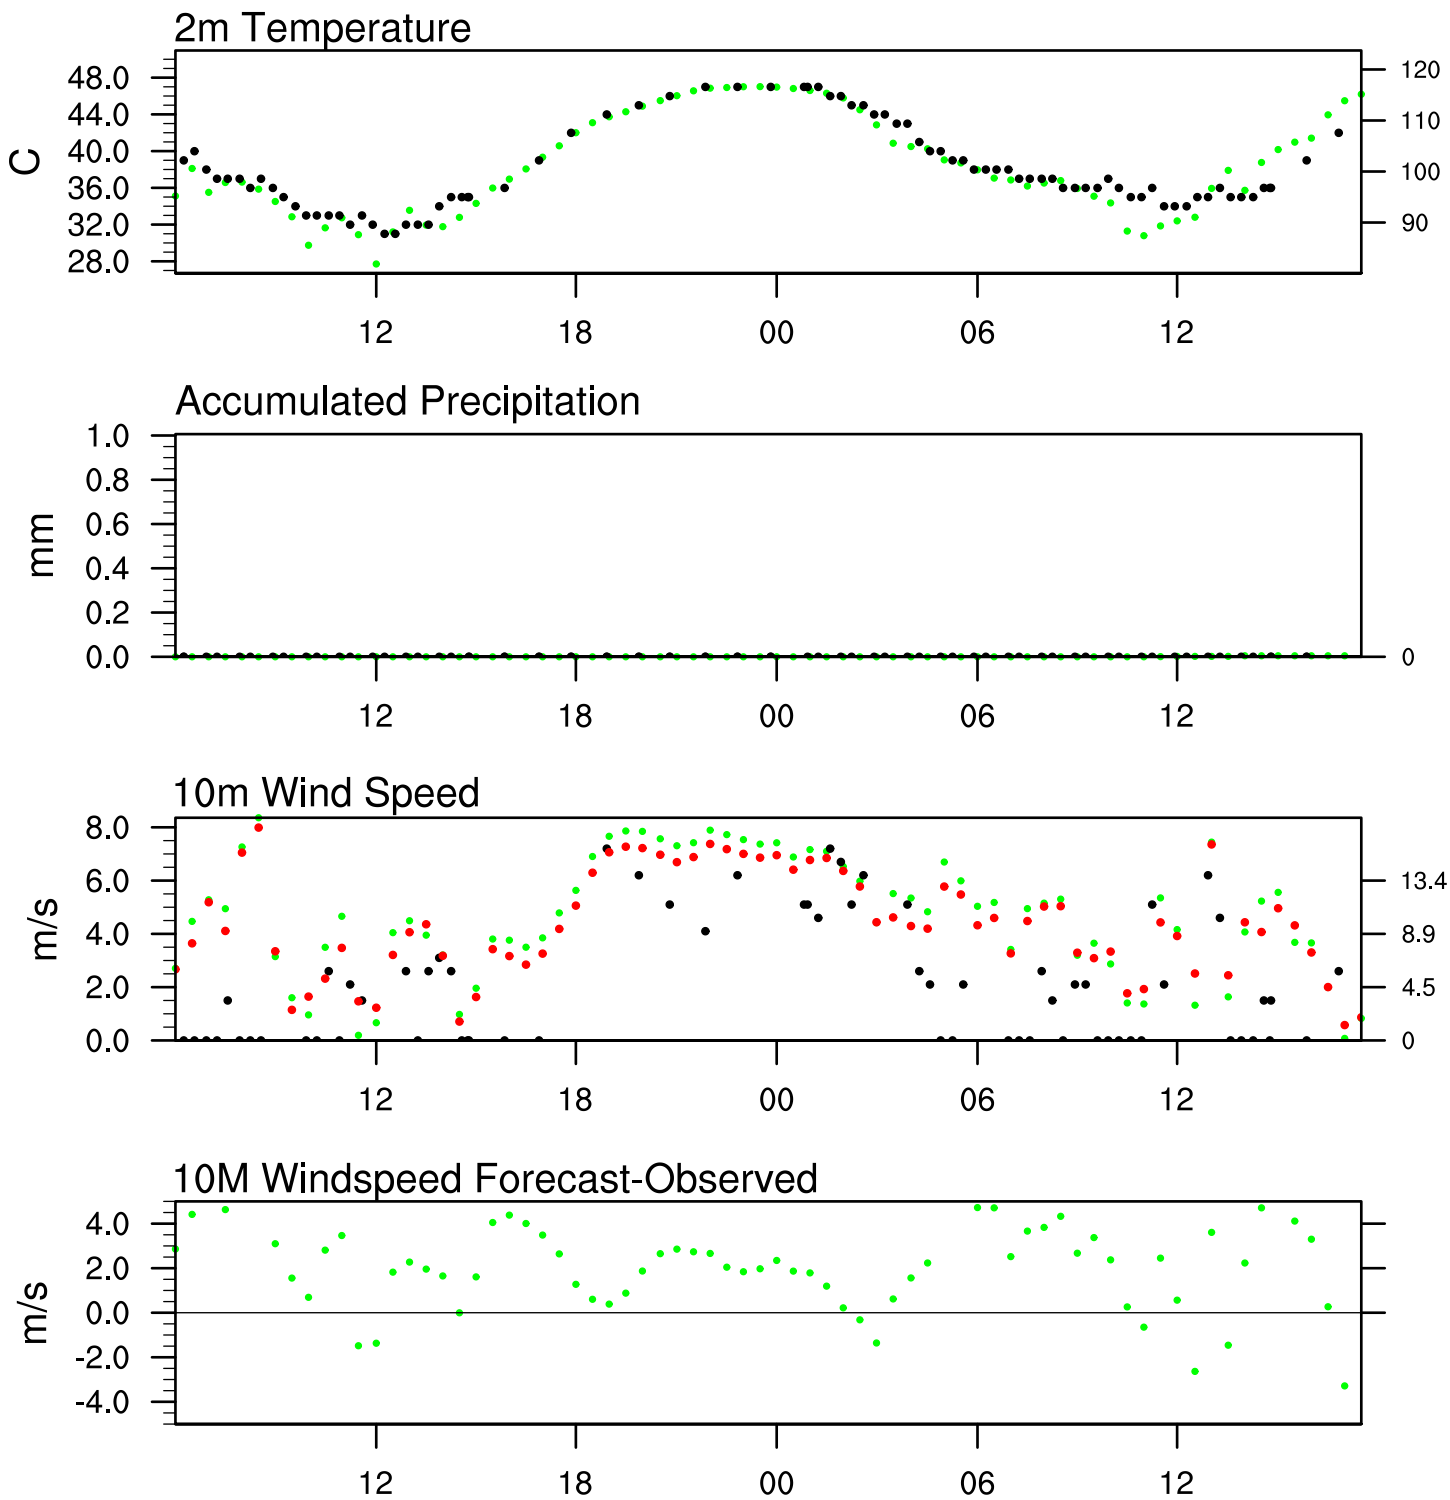 2m Temperature
48.0
44.0
40.0
36.0
32.0
28.0
C
120
110
100
90
12 18 00 06 12
Accumulated Precipitation
1.0
0.8
0.6
0.4
0.2
0.0
mm
0
12 18 00 06 12
10m Wind Speed
8.0
6.0
4.0
2.0
0.0
m/s
13.4
8.9
4.5
0
12 18 00 06 12
10M Windspeed Forecast-Observed
4.0
2.0
0.0
-2.0
-4.0
m/s
12 18 00 06 12